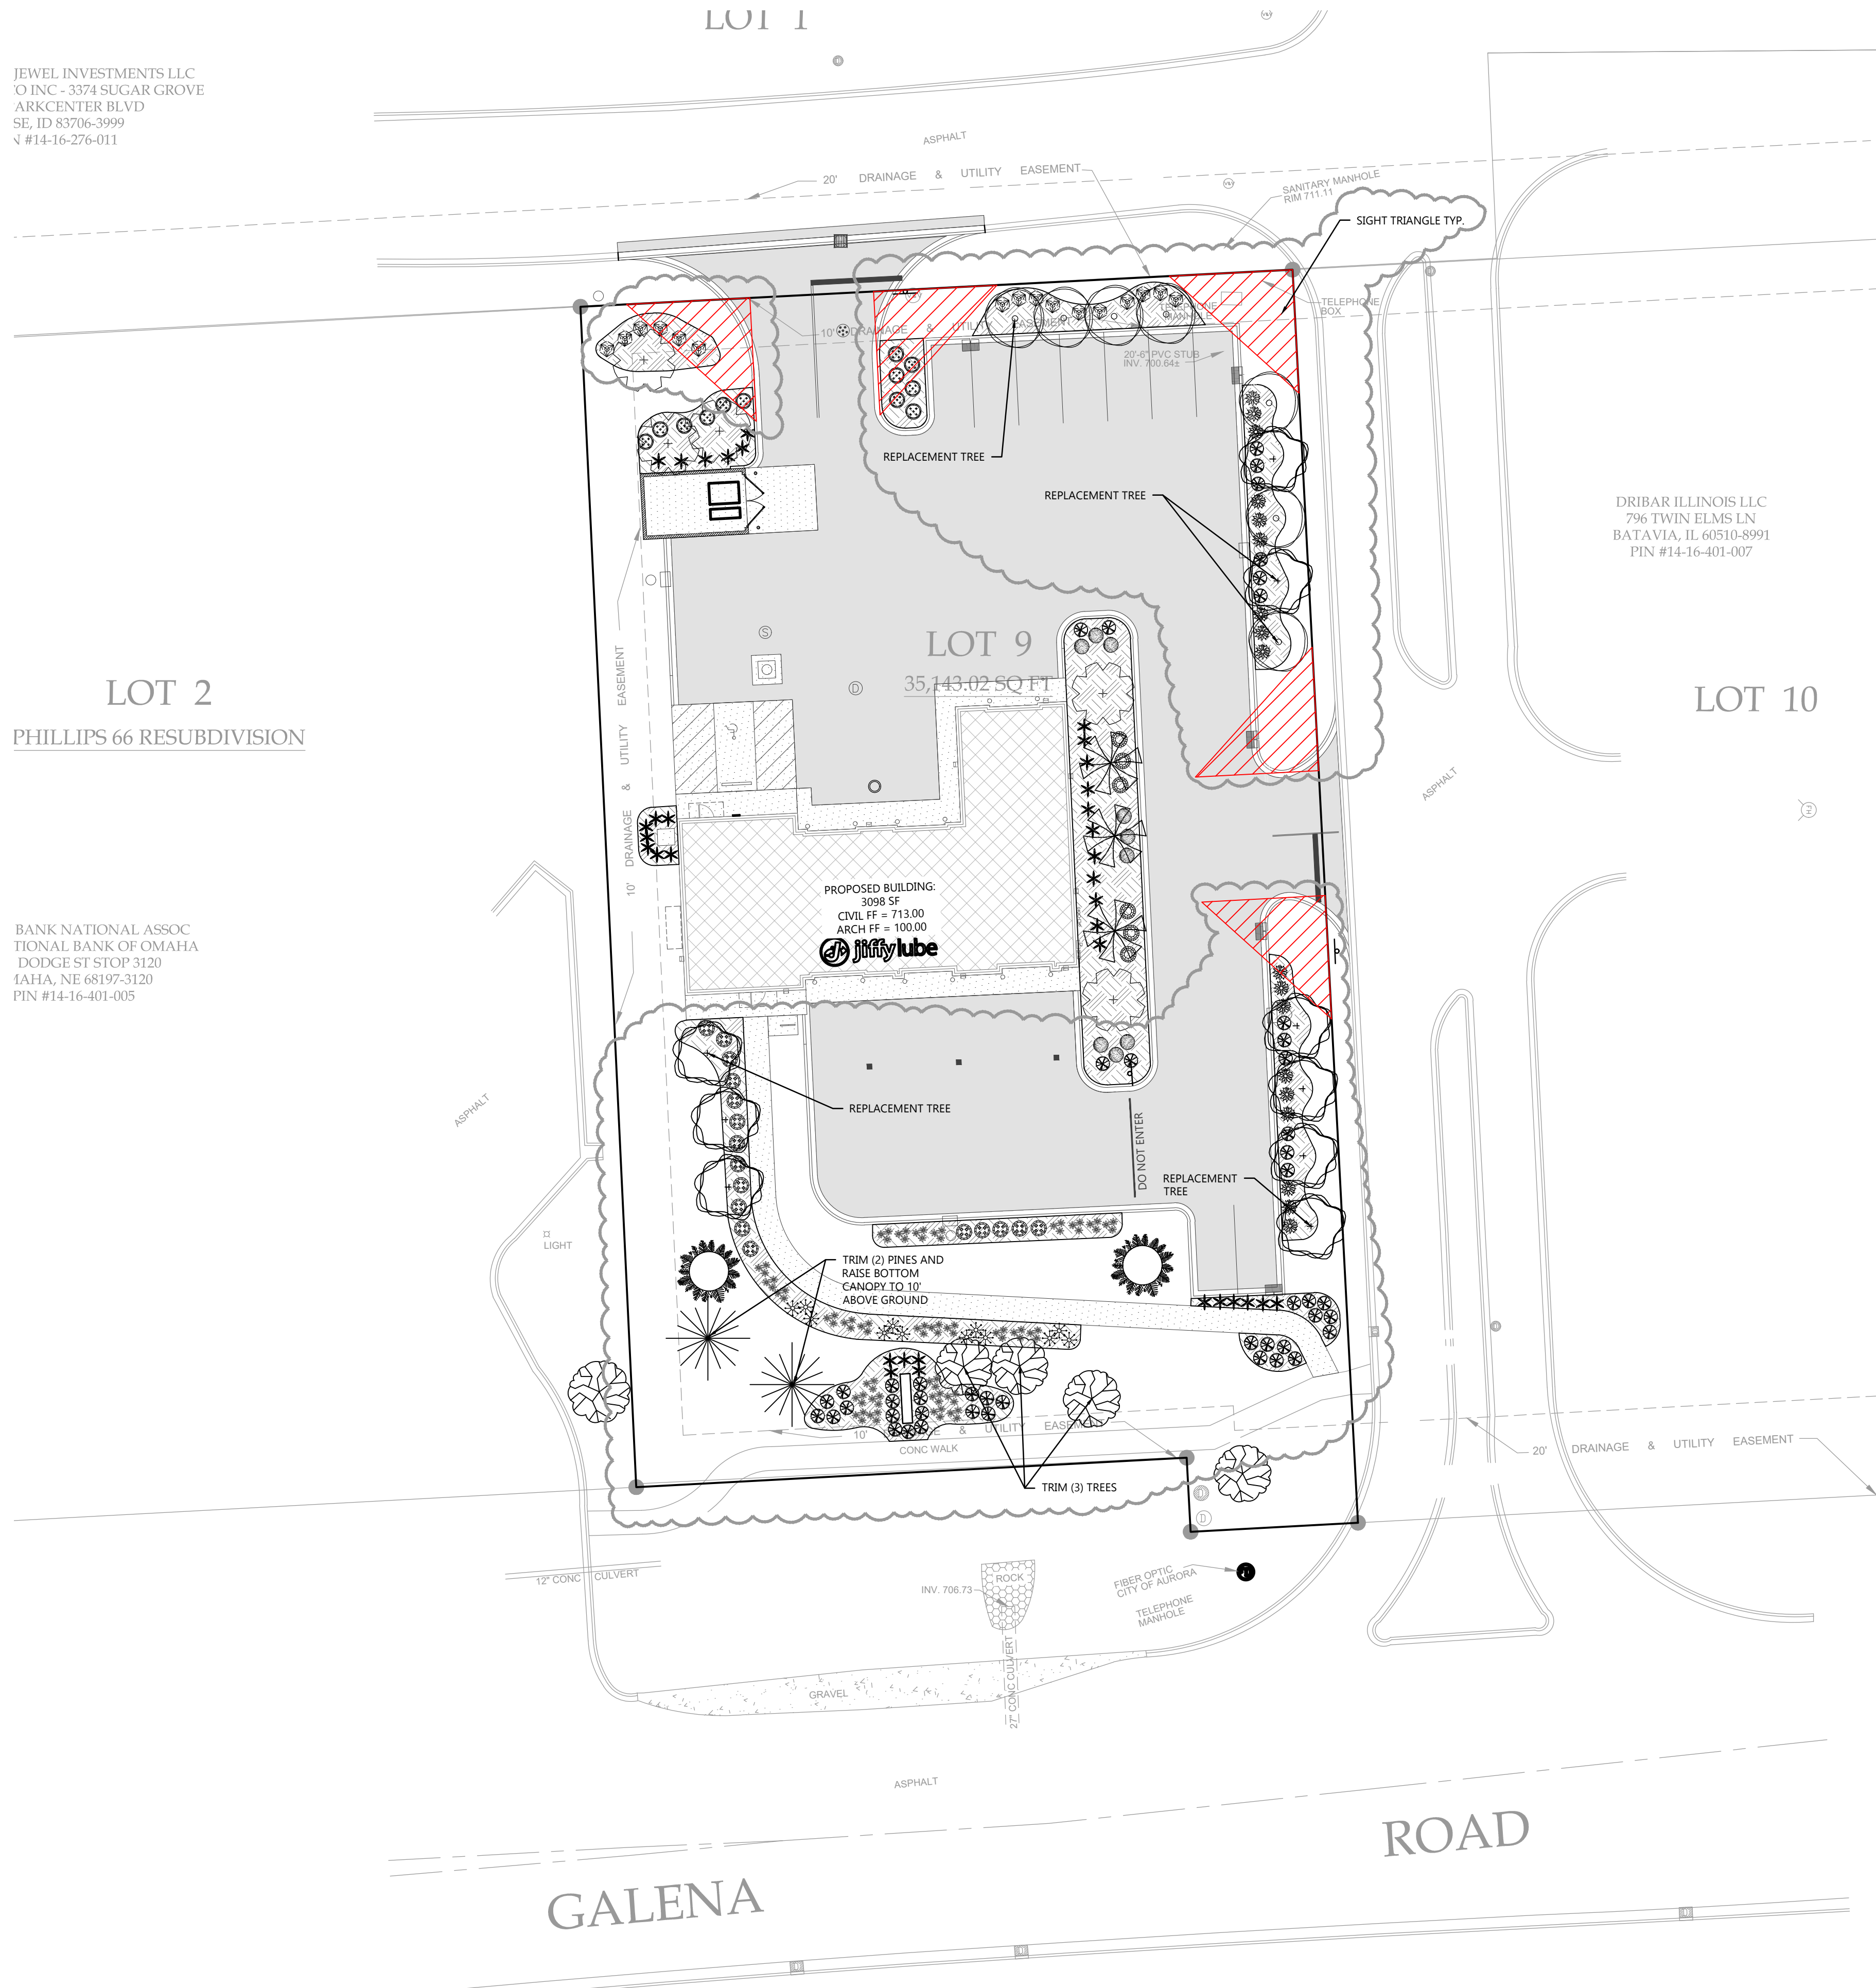 LOT 1
JEWEL INVESTMENTS LLC
'O INC - 3374 SUGAR GROVE
ARKCENTER BLVD
SE, ID 83706-3999
N #14-16-276-011
ASPHALT
20' DRAINAGE & UTILITY EASEMENT
SANITARY MANHOLE
RIM 711.11
SIGHT TRIANGLE TYP.
TELEPHONE
BOX
10' DRAINAGE & UTILITY EASEMENT
TELEPHONE
MANHOLE
20'-6" PVC STUB
INV. 700.64±
REPLACEMENT TREE
REPLACEMENT TREE
DRIBAR ILLINOIS LLC
796 TWIN ELMS LN
BATAVIA, IL 60510-8991
PIN #14-16-401-007
S
D
LOT 9
35,143.02 SQ FT
LOT 2
PHILLIPS 66 RESUBDIVISION
LOT 10
10' DRAINAGE & UTILITY EASEMENT
ASPHALT
PROPOSED BUILDING:
3098 SF
CIVIL FF = 713.00
ARCH FF = 100.00
jiffy lube
BANK NATIONAL ASSOC
TIONAL BANK OF OMAHA
DODGE ST STOP 3120
MAHA, NE 68197-3120
PIN #14-16-401-005
ASPHALT
REPLACEMENT TREE
DO NOT ENTER
REPLACEMENT
TREE
LIGHT
TRIM (2) PINES AND
RAISE BOTTOM
CANOPY TO 10'
ABOVE GROUND
10' DRAINAGE & UTILITY EASEMENT
CONC WALK
20' DRAINAGE & UTILITY EASEMENT
TRIM (3) TREES
D
12" CONC CULVERT
INV. 706.73
ROCK
FIBER OPTIC
CITY OF AURORA
TELEPHONE
MANHOLE
27" CONC CULVERT
GRAVEL
ASPHALT
GALENA ROAD